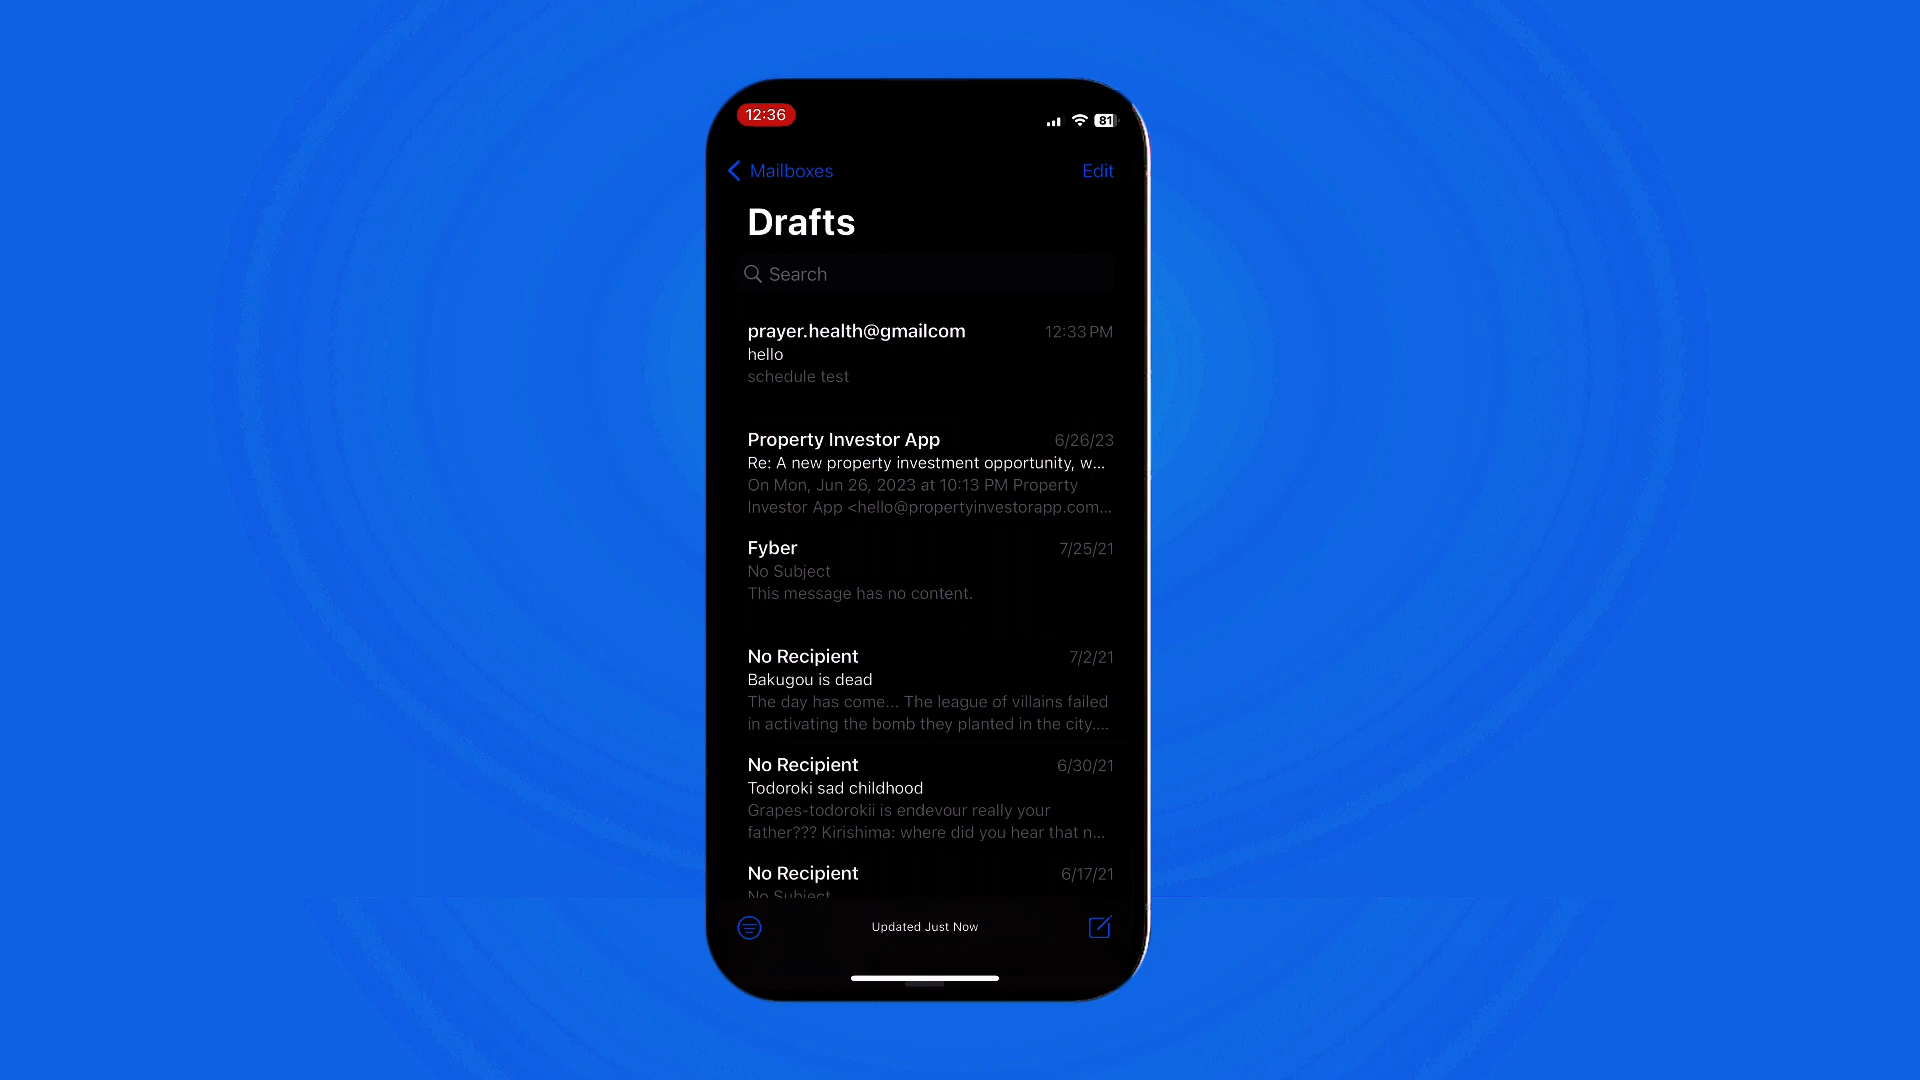 12:36
81
Mailboxes
Edit
Drafts
Search
prayer.health@gmailcom
12:33 PM
hello
schedule test
Property Investor App
6/26/23
Re: A new property investment opportunity, w...
On Mon, Jun 26, 2023 at 10:13 PM Property
Investor App <hello@propertyinvestorapp.com...
Fyber
7/25/21
No Subject
This message has no content.
No Recipient
7/2/21
Bakugou is dead
The day has come... The league of villains failed
in activating the bomb they planted in the city....
No Recipient
6/30/21
Todoroki sad childhood
Grapes-todorokii is endevour really your
father??? Kirishima: where did you hear that n...
No Recipient
6/17/21
No Subject
Updated Just Now